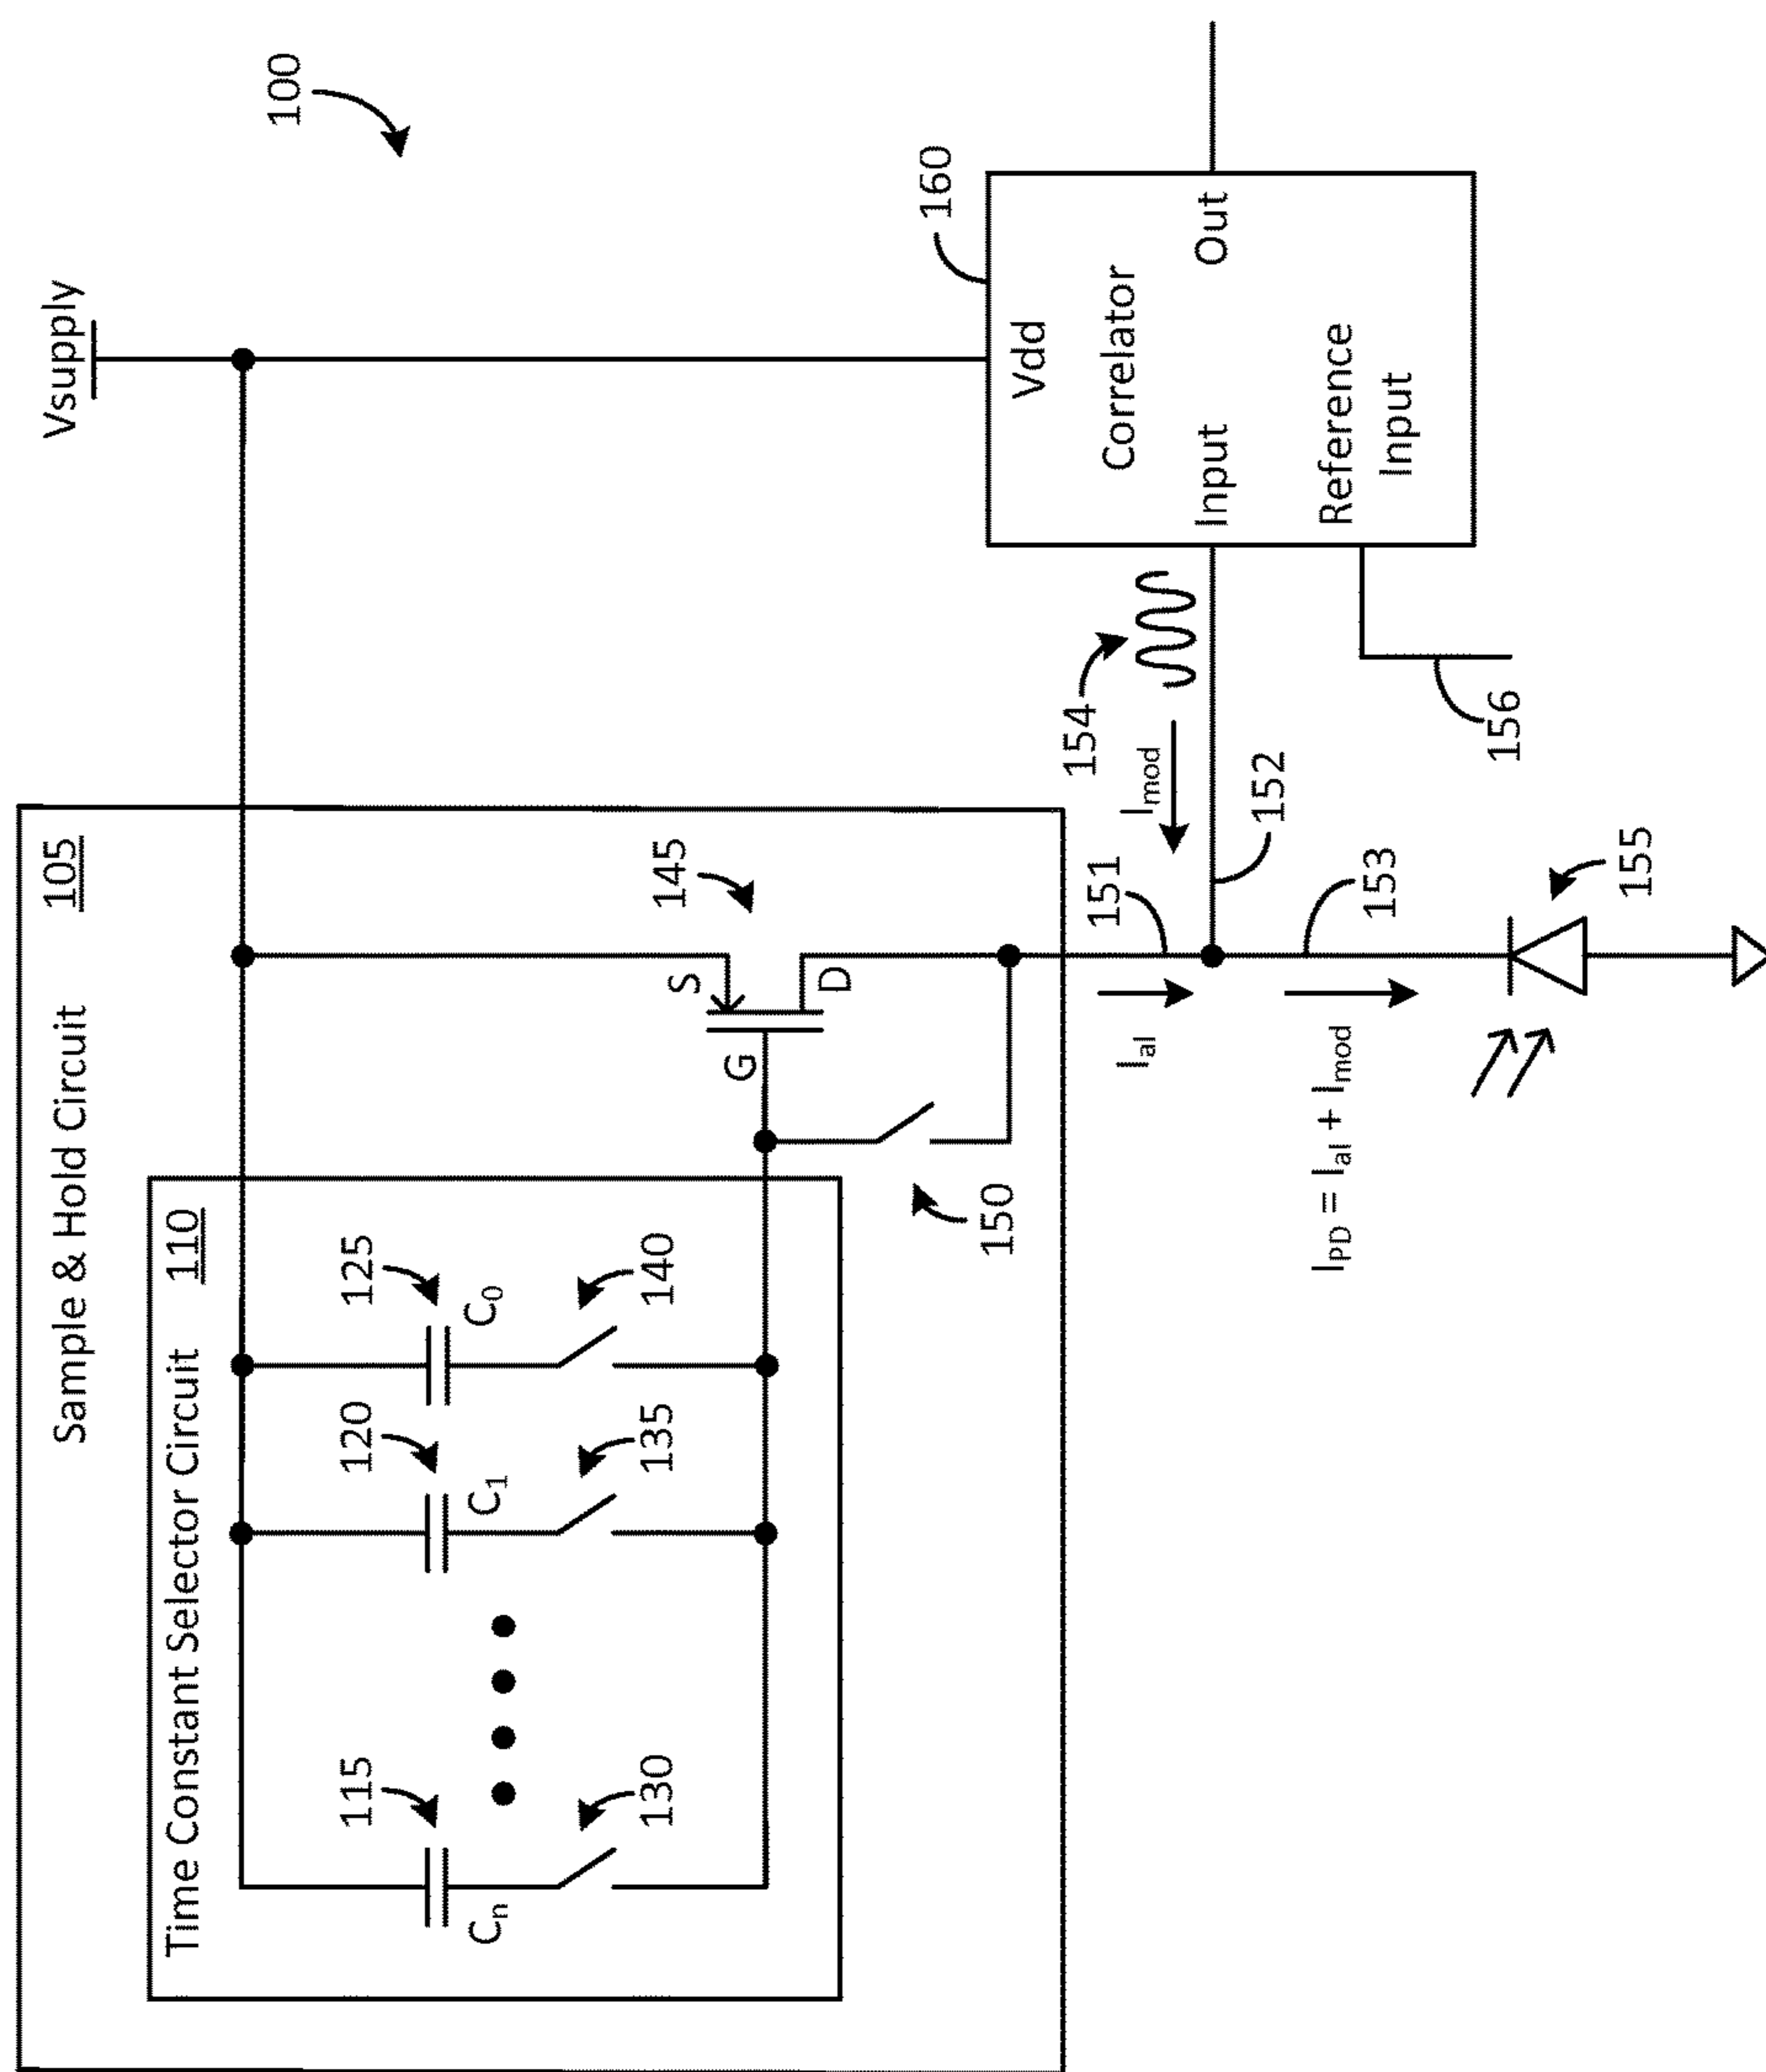 100
Vsupply
Sample & Hold Circuit
105
Time Constant Selector Circuit
110
115
120
125
Cn
C1
C0
130
135
140
S
G
D
145
150
160
Vdd
Correlator
Input
Out
Reference
Input
154
Imod
151
Ial
152
156
153
IPD = Ial + Imod
155